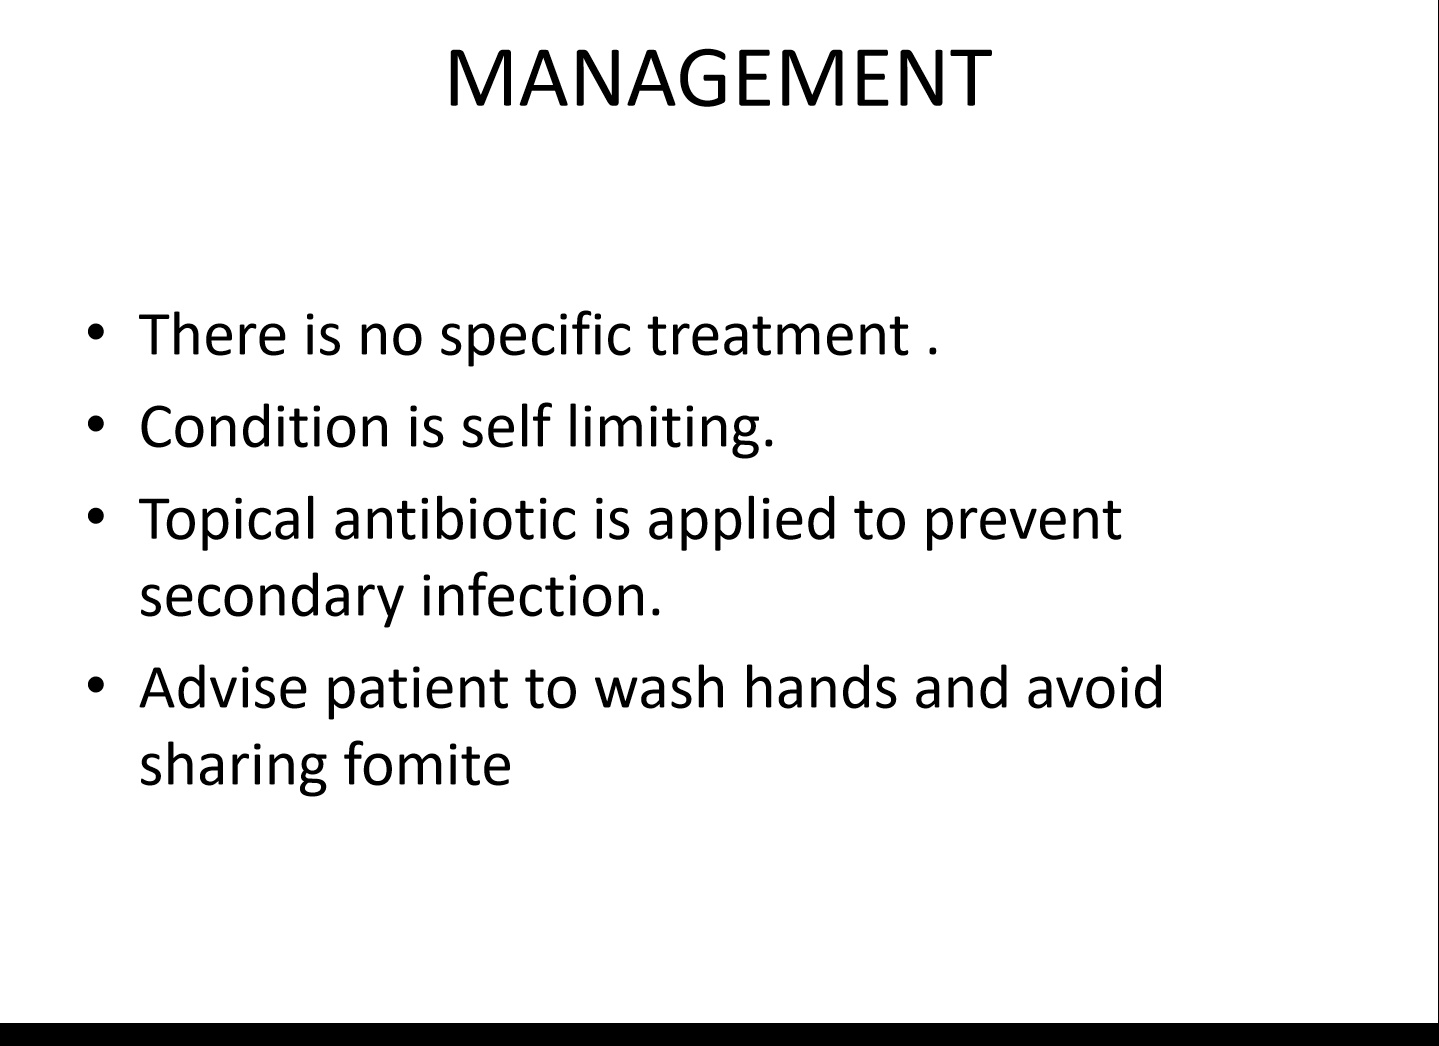 MANAGEMENT
• There is no specific treatment .
• Condition is self limiting.
• Topical antibiotic is applied to prevent
secondary infection.
• Advise patient to wash hands and avoid
sharing fomite